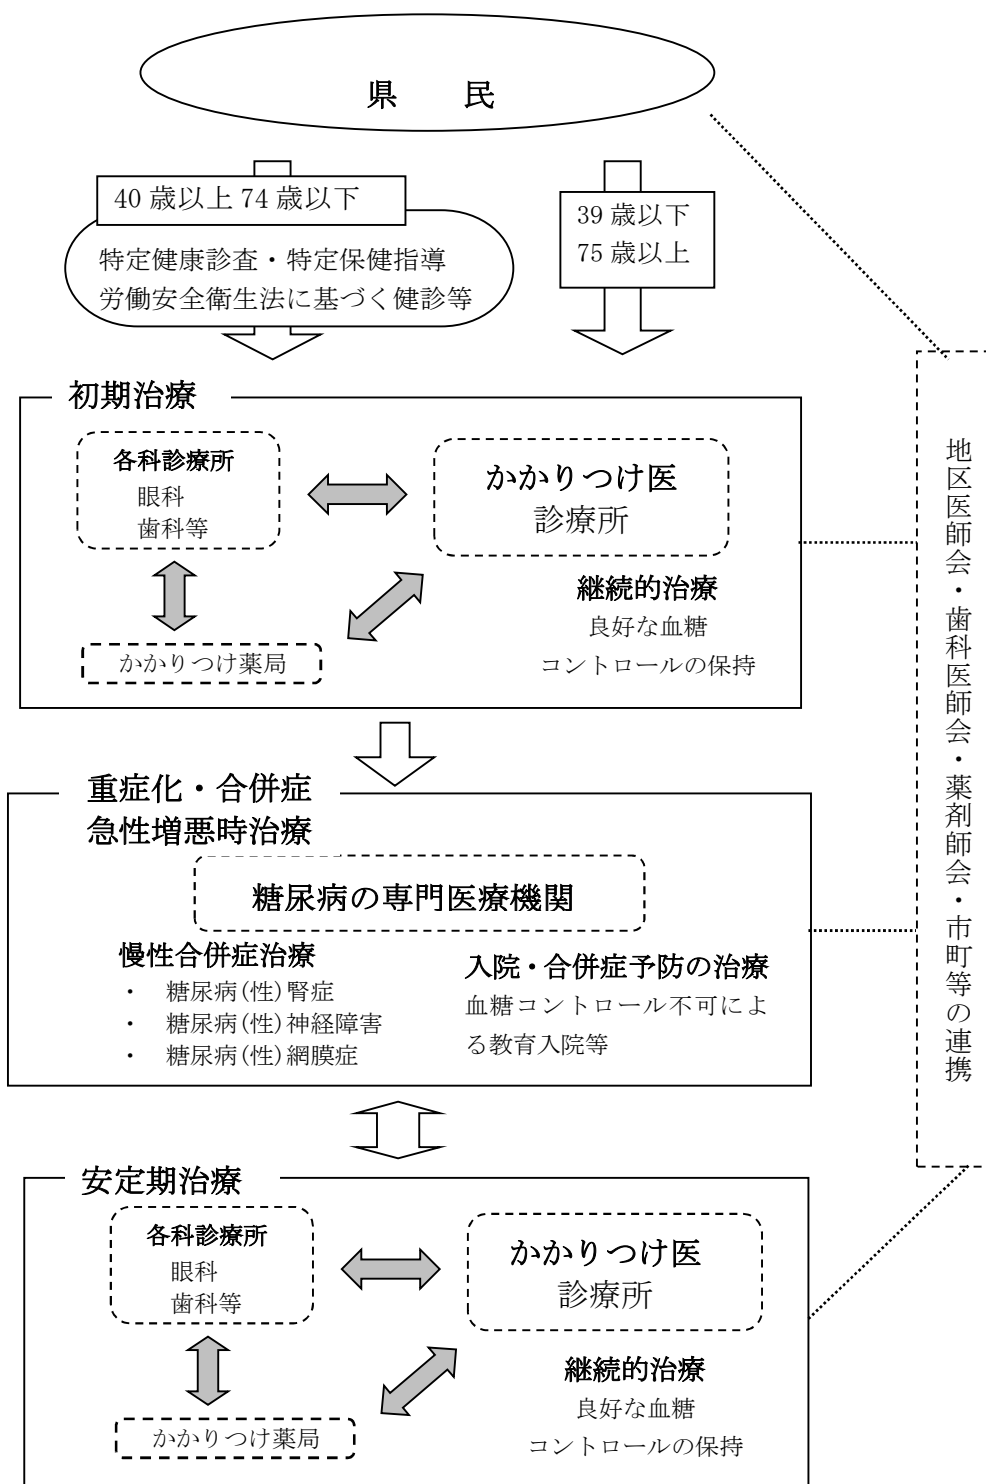 県　　民
40 歳以上 74 歳以下
特定健康診査・特定保健指導
労働安全衛生法に基づく健診等
39 歳以下
75 歳以上
初期治療
各科診療所
眼科
歯科等
かかりつけ医
診療所
継続的治療
良好な血糖
コントロールの保持
かかりつけ薬局
重症化・合併症
急性増悪時治療
糖尿病の専門医療機関
慢性合併症治療
・　糖尿病(性)腎症
・　糖尿病(性)神経障害
・　糖尿病(性)網膜症
入院・合併症予防の治療
血糖コントロール不可によ
る教育入院等
安定期治療
各科診療所
眼科
歯科等
かかりつけ医
診療所
継続的治療
良好な血糖
コントロールの保持
かかりつけ薬局
地区医師会・歯科医師会・薬剤師会・市町等の連携